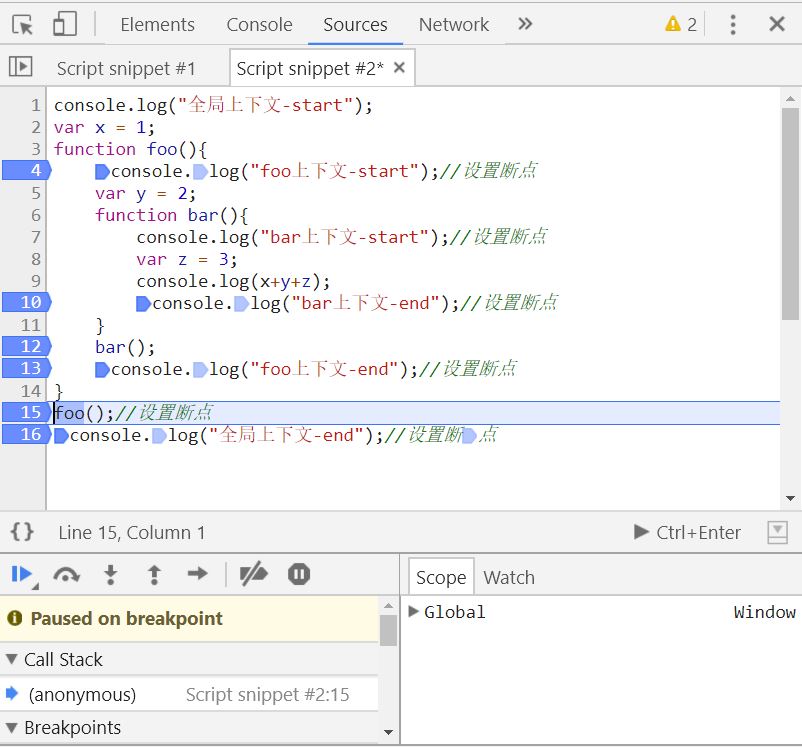 Elements Console Sources Network » 2
Script snippet #1 Script snippet #2* ×
1 console.log("全局上下文-start");
2 var x = 1;
3 function foo(){
4 console.log("foo上下文-start");//设置断点
5 var y = 2;
6 function bar(){
7 console.log("bar上下文-start");//设置断点
8 var z = 3;
9 console.log(x+y+z);
10 console.log("bar上下文-end");//设置断点
11 }
12 bar();
13 console.log("foo上下文-end");//设置断点
14 }
15 foo();//设置断点
16 console.log("全局上下文-end");//设置断点
{} Line 15, Column 1 Ctrl+Enter
Scope Watch
Paused on breakpoint
Global Window
Call Stack
(anonymous) Script snippet #2:15
Breakpoints